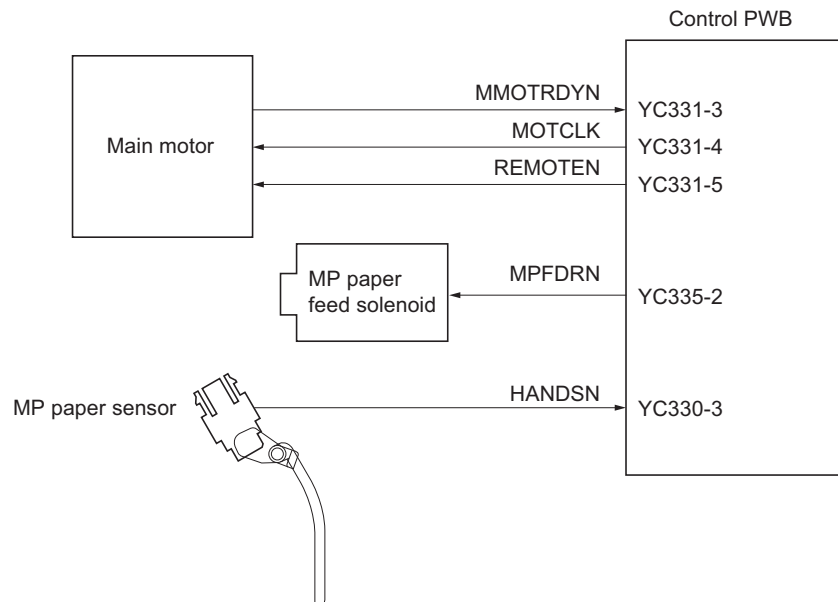 Control PWB
MMOTRDYN
YC331-3
Main motor
MOTCLK
YC331-4
REMOTEN
YC331-5
MP paper
feed solenoid
MPFDRN
YC335-2
MP paper sensor
HANDSN
YC330-3